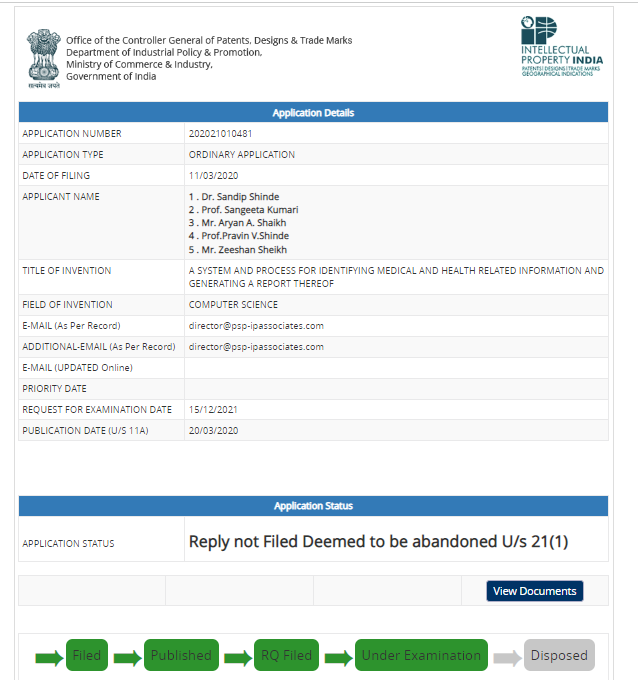 Office of the Controller General of Patents, Designs & Trade Marks
Department of Industrial Policy & Promotion,
Ministry of Commerce & Industry,
Government of India
सत्यमेव जयते
INTELLECTUAL
PROPERTY INDIA
PATENTS | DESIGNS | TRADE MARKS
GEOGRAPHICAL INDICATIONS
Application Details
APPLICATION NUMBER 202021010481
APPLICATION TYPE ORDINARY APPLICATION
DATE OF FILING 11/03/2020
APPLICANT NAME 1 . Dr. Sandip Shinde
2 . Prof. Sangeeta Kumari
3 . Mr. Aryan A. Shaikh
4 . Prof.Pravin V.Shinde
5 . Mr. Zeeshan Sheikh
TITLE OF INVENTION A SYSTEM AND PROCESS FOR IDENTIFYING MEDICAL AND HEALTH RELATED INFORMATION AND
GENERATING A REPORT THEREOF
FIELD OF INVENTION COMPUTER SCIENCE
E-MAIL (As Per Record) director@psp-ipassociates.com
ADDITIONAL-EMAIL (As Per Record) director@psp-ipassociates.com
E-MAIL (UPDATED Online)
PRIORITY DATE
REQUEST FOR EXAMINATION DATE 15/12/2021
PUBLICATION DATE (U/S 11A) 20/03/2020
Application Status
APPLICATION STATUS Reply not Filed Deemed to be abandoned U/s 21(1)
View Documents
Filed Published RQ Filed Under Examination Disposed